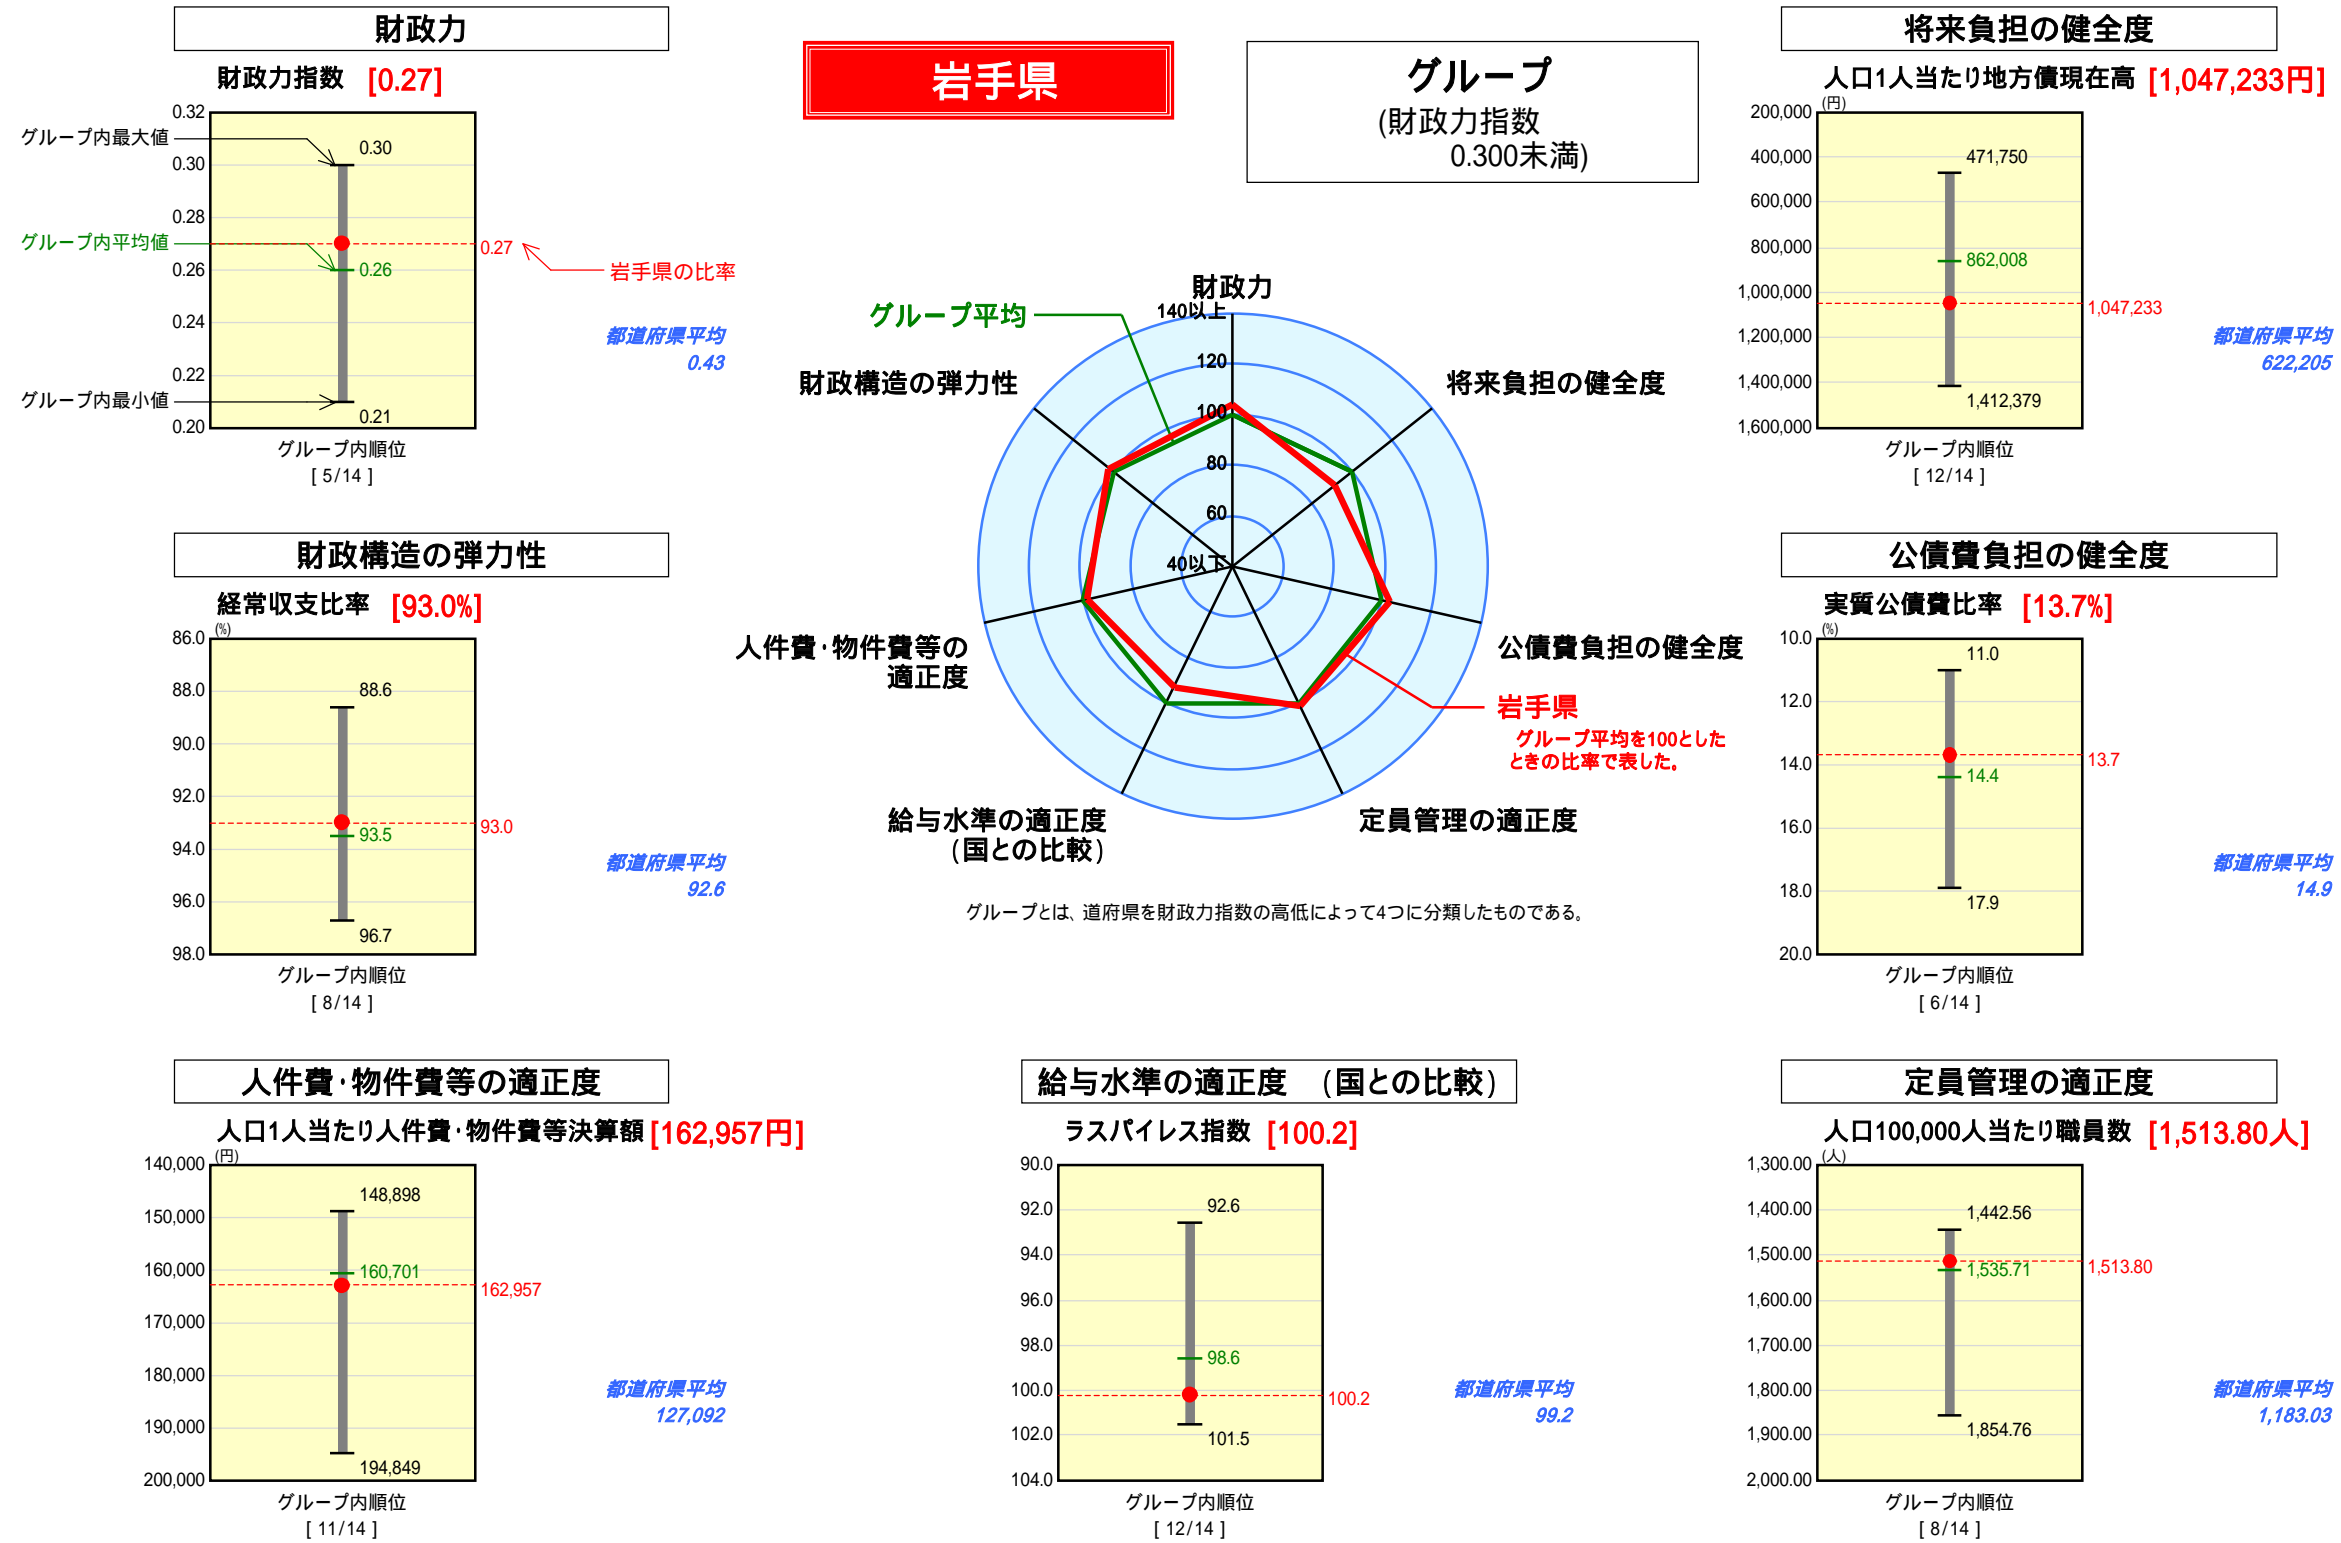 財政力
財政力指数 [0.27]
0.32
0.30
0.28
0.26
0.24
0.22
0.20
グループ内最大値
グループ内平均値
グループ内最小値
0.30
0.26
0.21
0.27
岩手県の比率
都道府県平均
0.43
グループ内順位
[ 5/14 ]
岩手県
グループ
(財政力指数
0.300未満)
将来負担の健全度
人口1人当たり地方債現在高 [1,047,233円]
(円)
200,000
400,000
600,000
800,000
1,000,000
1,200,000
1,400,000
1,600,000
471,750
862,008
1,412,379
1,047,233
都道府県平均
622,205
グループ内順位
[ 12/14 ]
財政構造の弾力性
経常収支比率 [93.0%]
(%)
86.0
88.0
90.0
92.0
94.0
96.0
98.0
88.6
93.5
96.7
93.0
都道府県平均
92.6
グループ内順位
[ 8/14 ]
グループ平均
財政力
140以上
120
100
80
60
40以下
財政構造の弾力性
将来負担の健全度
人件費･物件費等の
適正度
公債費負担の健全度
給与水準の適正度
(国との比較)
定員管理の適正度
岩手県
グループ平均を100とした
ときの比率で表した。
グループとは、道府県を財政力指数の高低によって4つに分類したものである。
公債費負担の健全度
実質公債費比率 [13.7%]
(%)
10.0
12.0
14.0
16.0
18.0
20.0
11.0
14.4
17.9
13.7
都道府県平均
14.9
グループ内順位
[ 6/14 ]
人件費･物件費等の適正度
人口1人当たり人件費･物件費等決算額 [162,957円]
(円)
140,000
150,000
160,000
170,000
180,000
190,000
200,000
148,898
160,701
194,849
162,957
都道府県平均
127,092
グループ内順位
[ 11/14 ]
給与水準の適正度 (国との比較)
ラスパイレス指数 [100.2]
90.0
92.0
94.0
96.0
98.0
100.0
102.0
104.0
92.6
98.6
101.5
100.2
都道府県平均
99.2
グループ内順位
[ 12/14 ]
定員管理の適正度
人口100,000人当たり職員数 [1,513.80人]
(人)
1,300.00
1,400.00
1,500.00
1,600.00
1,700.00
1,800.00
1,900.00
2,000.00
1,442.56
1,535.71
1,854.76
1,513.80
都道府県平均
1,183.03
グループ内順位
[ 8/14 ]